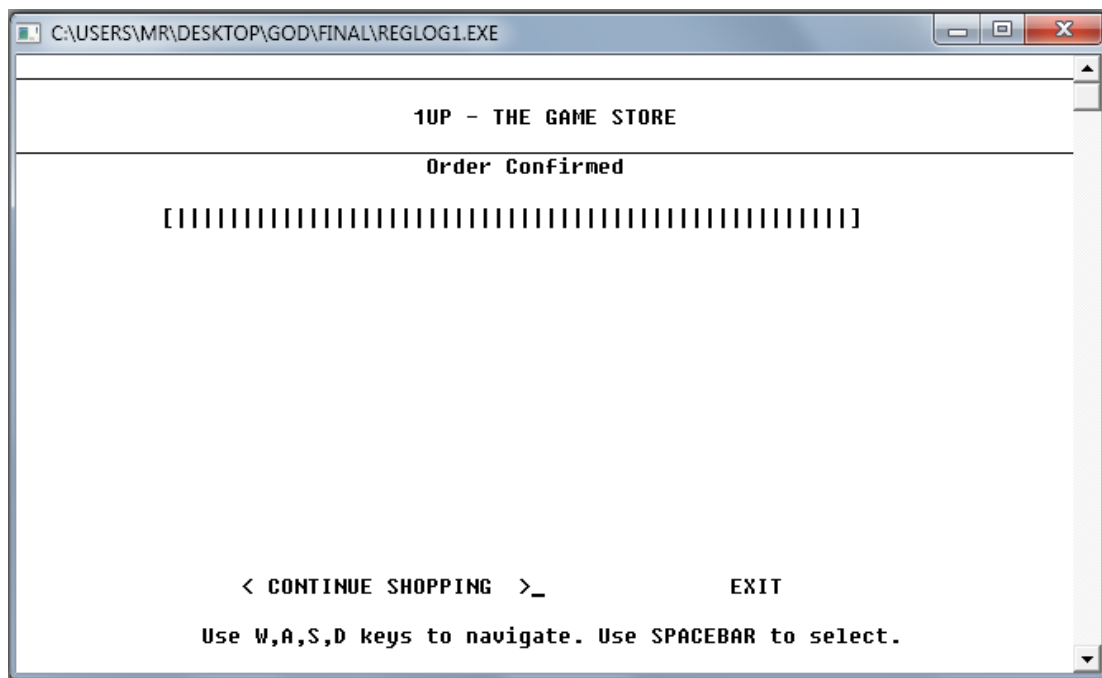 C:\USERS\MR\DESKTOP\GOD\FINAL\REGLOG1.EXE
1UP - THE GAME STORE
Order Confirmed
[|||||||||||||||||||||||||||||||||||||||||||||||||||]
< CONTINUE SHOPPING >_ EXIT
Use W,A,S,D keys to navigate. Use SPACEBAR to select.